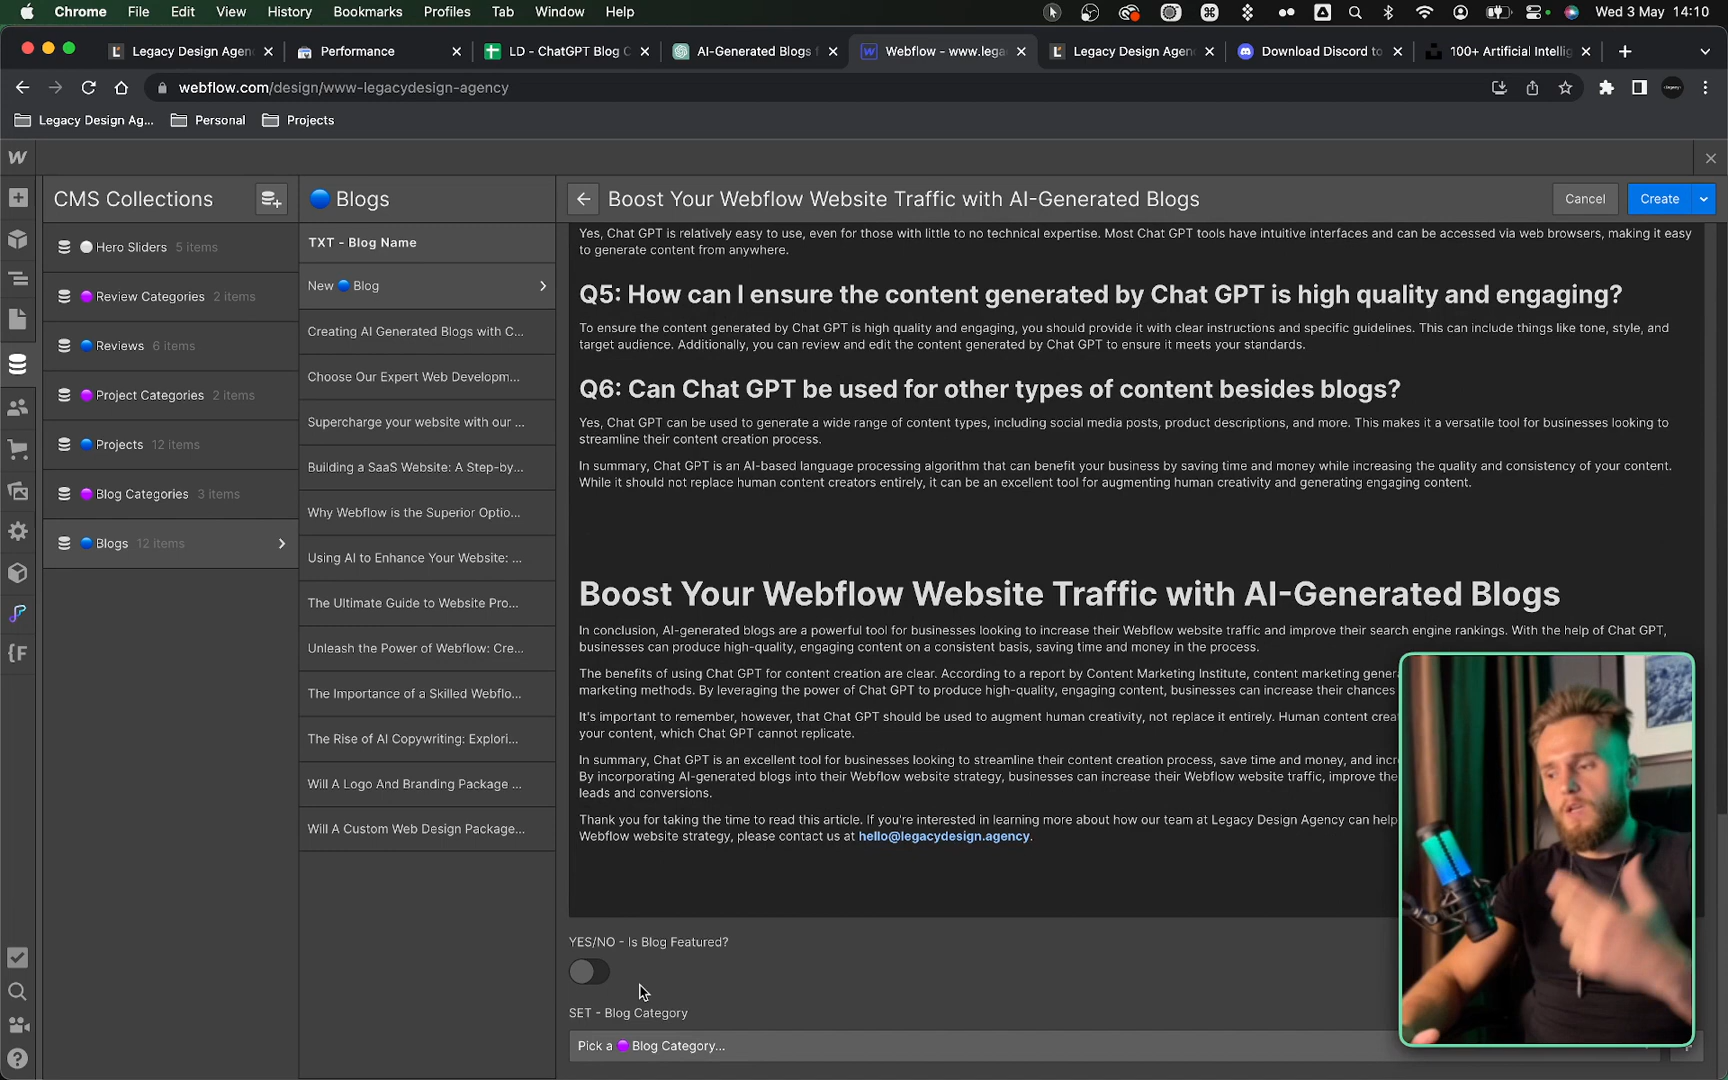 Chrome File Edit View History Bookmarks Profiles Tab Window Help Wed 3 May 14:10
Legacy Design Agen
Performance
LD - ChatGPT Blog C
AI-Generated Blogs f
Webflow - www.lega
Legacy Design Agen
Download Discord to
100+ Artificial Intellig
webflow.com/design/www-legacydesign-agency
Legacy Design Ag... Personal Projects
CMS Collections
Hero Sliders 5 items
Review Categories 2 items
Reviews 6 items
Project Categories 2 items
Projects 12 items
Blog Categories 3 items
Blogs 12 items
Blogs
TXT - Blog Name
New Blog
Creating AI Generated Blogs with C...
Choose Our Expert Web Developm...
Supercharge your website with our ...
Building a SaaS Website: A Step-by...
Why Webflow is the Superior Optio...
Using AI to Enhance Your Website: ...
The Ultimate Guide to Website Pro...
Unleash the Power of Webflow: Cre...
The Importance of a Skilled Webflo...
The Rise of AI Copywriting: Explori...
Will A Logo And Branding Package ...
Will A Custom Web Design Package...
Boost Your Webflow Website Traffic with AI-Generated Blogs
Cancel Create
Yes, Chat GPT is relatively easy to use, even for those with little to no technical expertise. Most Chat GPT tools have intuitive interfaces and can be accessed via web browsers, making it easy
to generate content from anywhere.
Q5: How can I ensure the content generated by Chat GPT is high quality and engaging?
To ensure the content generated by Chat GPT is high quality and engaging, you should provide it with clear instructions and specific guidelines. This can include things like tone, style, and
target audience. Additionally, you can review and edit the content generated by Chat GPT to ensure it meets your standards.
Q6: Can Chat GPT be used for other types of content besides blogs?
Yes, Chat GPT can be used to generate a wide range of content types, including social media posts, product descriptions, and more. This makes it a versatile tool for businesses looking to
streamline their content creation process.
In summary, Chat GPT is an AI-based language processing algorithm that can benefit your business by saving time and money while increasing the quality and consistency of your content.
While it should not replace human content creators entirely, it can be an excellent tool for augmenting human creativity and generating engaging content.
Boost Your Webflow Website Traffic with AI-Generated Blogs
In conclusion, AI-generated blogs are a powerful tool for businesses looking to increase their Webflow website traffic and improve their search engine rankings. With the help of Chat GPT,
businesses can produce high-quality, engaging content on a consistent basis, saving time and money in the process.
The benefits of using Chat GPT for content creation are clear. According to a report by Content Marketing Institute, content marketing gener
marketing methods. By leveraging the power of Chat GPT to produce high-quality, engaging content, businesses can increase their chances
It's important to remember, however, that Chat GPT should be used to augment human creativity, not replace it entirely. Human content crea
your content, which Chat GPT cannot replicate.
In summary, Chat GPT is an excellent tool for businesses looking to streamline their content creation process, save time and money, and incr
By incorporating AI-generated blogs into their Webflow website strategy, businesses can increase their Webflow website traffic, improve the
leads and conversions.
Thank you for taking the time to read this article. If you're interested in learning more about how our team at Legacy Design Agency can help
Webflow website strategy, please contact us at hello@legacydesign.agency.
YES/NO - Is Blog Featured?
SET - Blog Category
Pick a Blog Category...